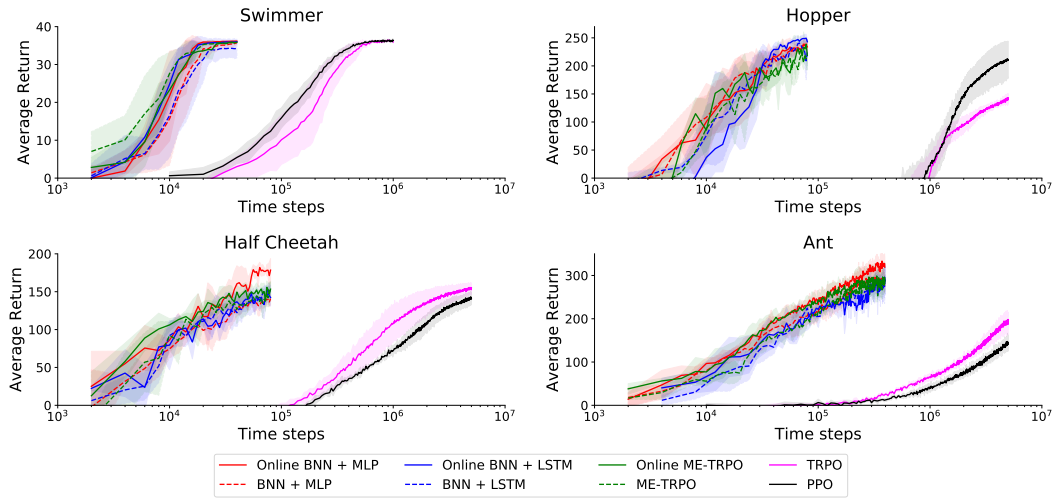 Swimmer
Average Return
40
30
20
10
0
10^3 10^4 10^5 10^6 10^7
Time steps
Hopper
Average Return
250
200
150
100
50
0
10^3 10^4 10^5 10^6 10^7
Time steps
Half Cheetah
Average Return
200
150
100
50
0
10^3 10^4 10^5 10^6 10^7
Time steps
Ant
Average Return
300
200
100
0
10^3 10^4 10^5 10^6 10^7
Time steps
Online BNN + MLP Online BNN + LSTM Online ME-TRPO TRPO
BNN + MLP BNN + LSTM ME-TRPO PPO